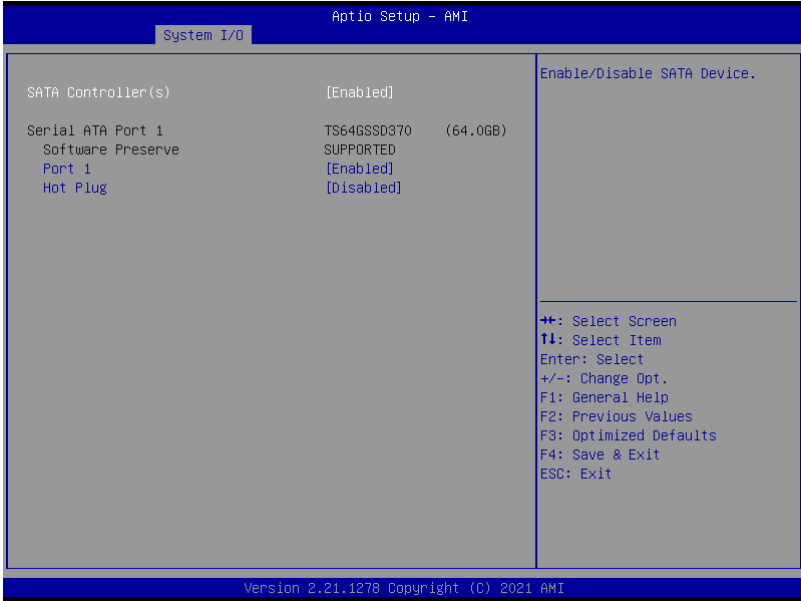 Aptio Setup – AMI
System I/O
SATA Controller(s) [Enabled]
Serial ATA Port 1 TS64GSSD370 (64.0GB)
Software Preserve SUPPORTED
Port 1 [Enabled]
Hot Plug [Disabled]
Enable/Disable SATA Device.
→←: Select Screen
↑↓: Select Item
Enter: Select
+/-: Change Opt.
F1: General Help
F2: Previous Values
F3: Optimized Defaults
F4: Save & Exit
ESC: Exit
Version 2.21.1278 Copyright (C) 2021 AMI